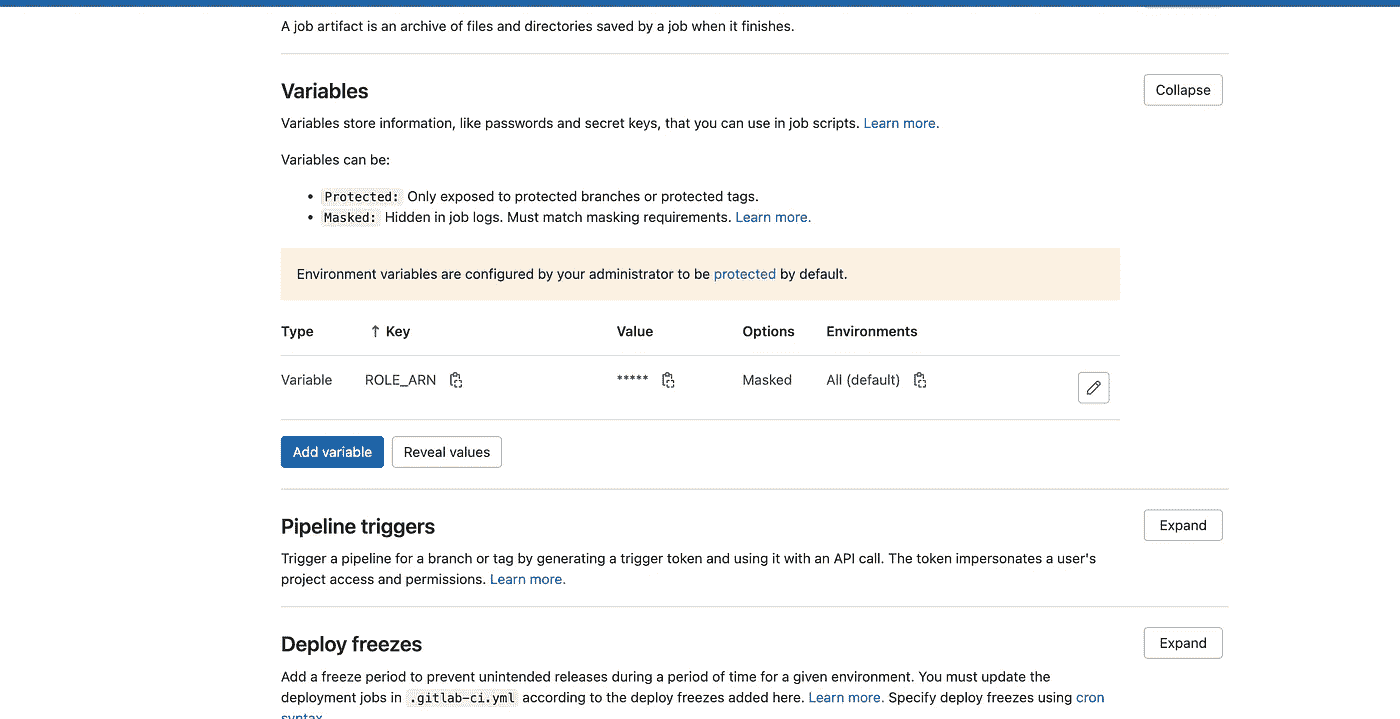 A job artifact is an archive of files and directories saved by a job when it finishes.
Variables
Collapse
Variables store information, like passwords and secret keys, that you can use in job scripts. Learn more.
Variables can be:
• Protected: Only exposed to protected branches or protected tags.
• Masked: Hidden in job logs. Must match masking requirements. Learn more.
Environment variables are configured by your administrator to be protected by default.
Type ↑ Key Value Options Environments
Variable ROLE_ARN ***** Masked All (default)
Add variable Reveal values
Pipeline triggers
Expand
Trigger a pipeline for a branch or tag by generating a trigger token and using it with an API call. The token impersonates a user's
project access and permissions. Learn more.
Deploy freezes
Expand
Add a freeze period to prevent unintended releases during a period of time for a given environment. You must update the
deployment jobs in .gitlab-ci.yml according to the deploy freezes added here. Learn more. Specify deploy freezes using cron
syntax.